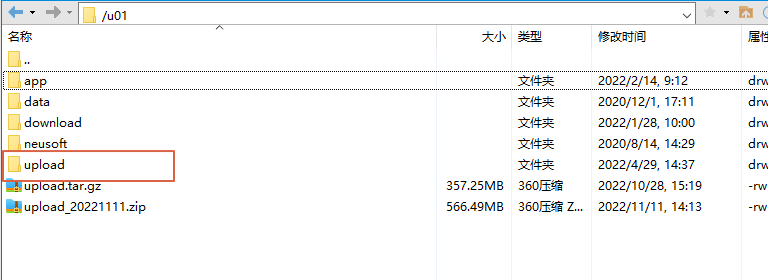 /u01
名称 大小 类型 修改时间 属性
..
app 文件夹 2022/2/14, 9:12 drw
data 文件夹 2020/12/1, 17:11 drw
download 文件夹 2022/1/28, 10:00 drw
neusoft 文件夹 2020/8/14, 14:29 drw
upload 文件夹 2022/4/29, 14:37 drw
upload.tar.gz 357.25MB 360压缩 2022/10/28, 15:19 -rw
upload_20221111.zip 566.49MB 360压缩 Z... 2022/11/11, 14:13 -rw